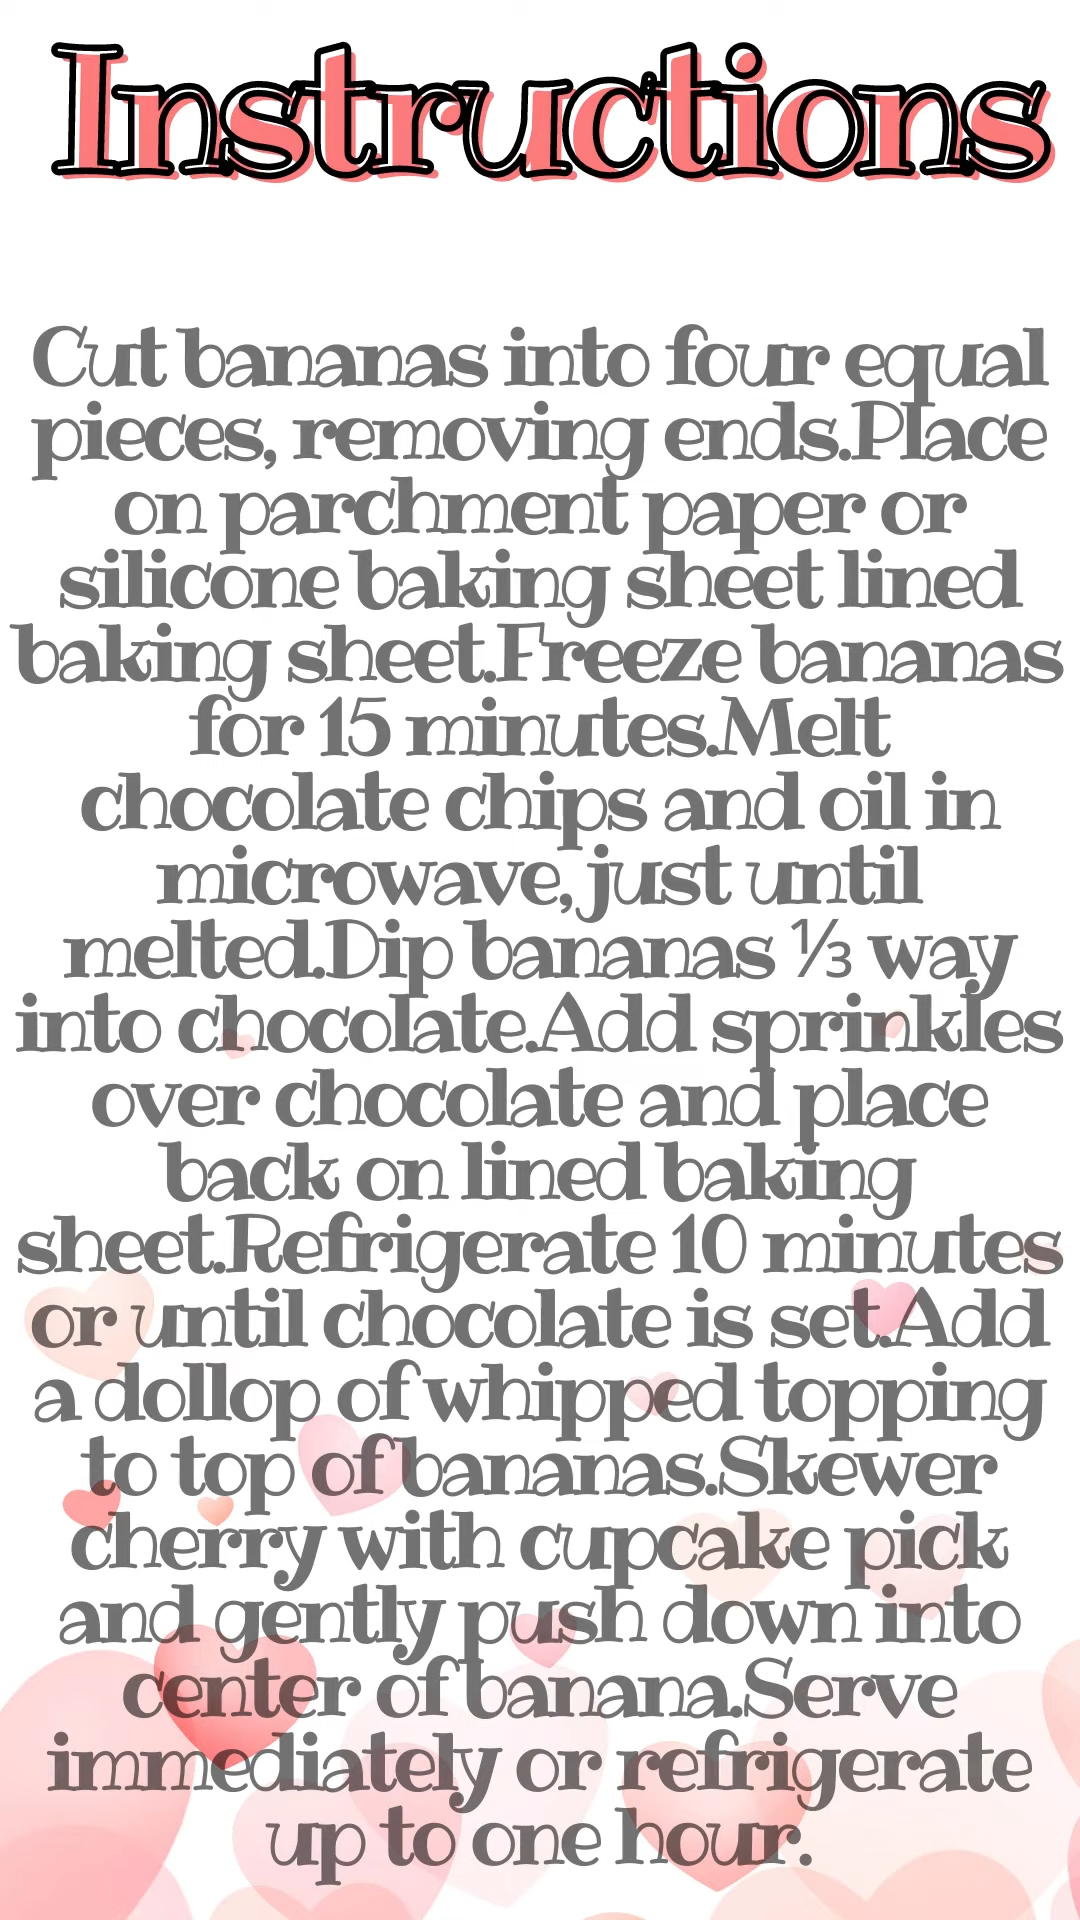 Instructions
Cut bananas into four equal
pieces, removing ends.Place
on parchment paper or
silicone baking sheet lined
baking sheet.Freeze bananas
for 15 minutes.Melt
chocolate chips and oil in
microwave, just until
melted.Dip bananas ⅓ way
into chocolate.Add sprinkles
over chocolate and place
back on lined baking
sheet.Refrigerate 10 minutes
or until chocolate is set.Add
a dollop of whipped topping
to top of bananas.Skewer
cherry with cupcake pick
and gently push down into
center of banana.Serve
immediately or refrigerate
up to one hour.